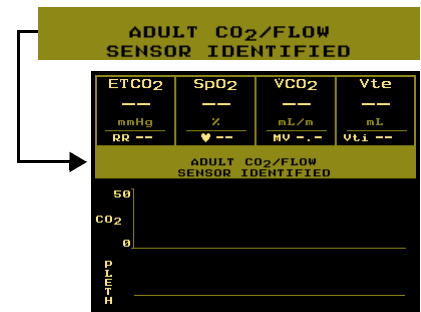 ADULT CO2/FLOW
SENSOR IDENTIFIED
ETCO2 SpO2 V̇CO2 Vte
-- -- -- --
mmHg % mL/m mL
RR -- ♥ -- MV -.- Vti --
ADULT CO2/FLOW
SENSOR IDENTIFIED
50
CO2
0
PLETH